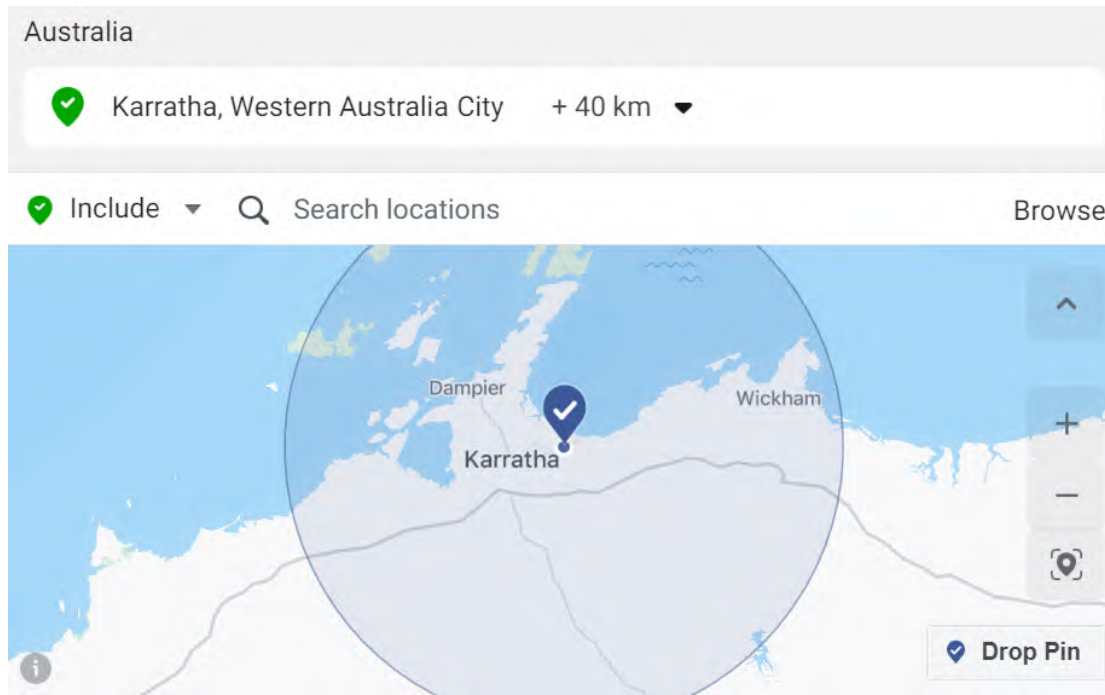 Australia
Karratha, Western Australia City + 40 km
Include Search locations Browse
Dampier
Wickham
Karratha
Drop Pin